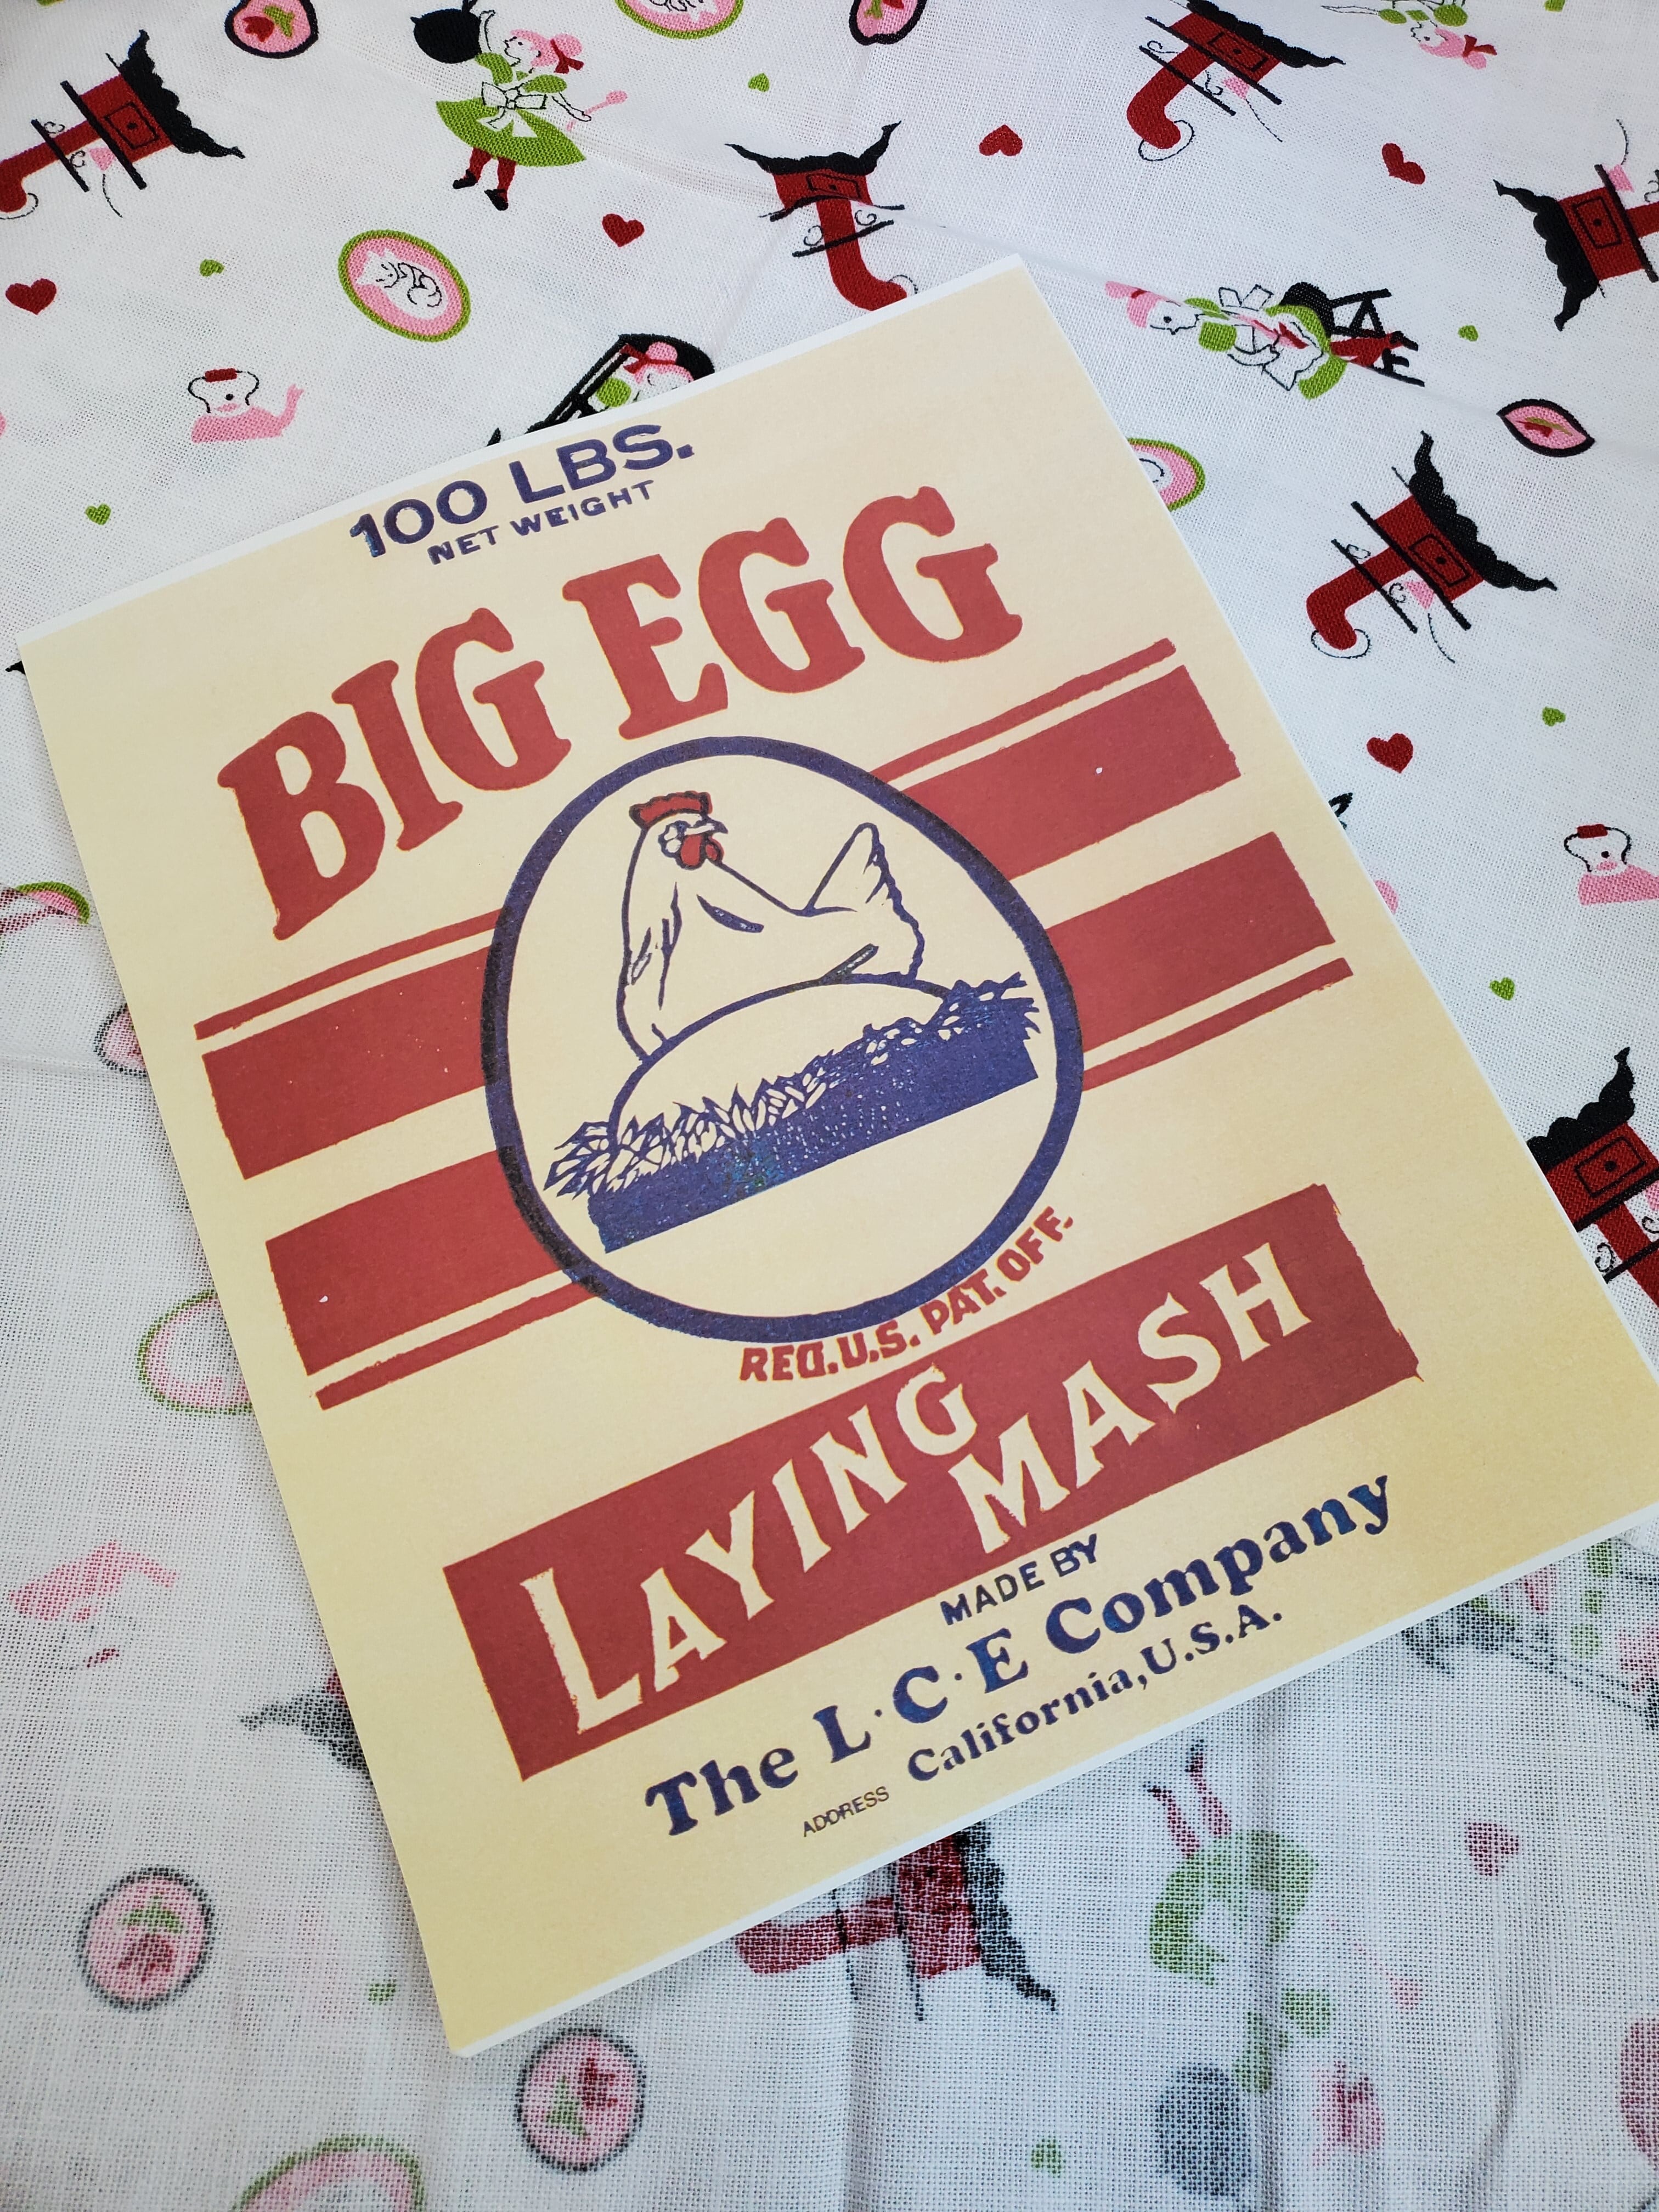 100 LBS.
NET WEIGHT
BIG EGG
REG. U.S. PAT. OFF.
LAYING
MASH
MADE BY
The L·C·E Company
ADDRESS California, U.S.A.